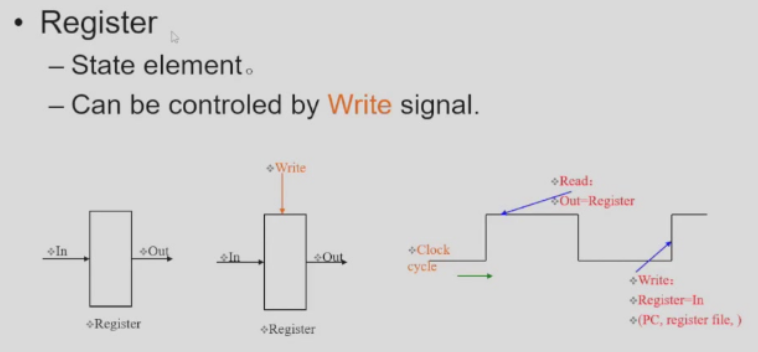 • Register
– State element。
– Can be controled by Write signal.
❖Write
❖In
❖Out
❖Register
❖In
❖Out
❖Register
❖Clock
cycle
❖Read:
❖Out=Register
❖Write:
❖Register=In
❖(PC, register file, )